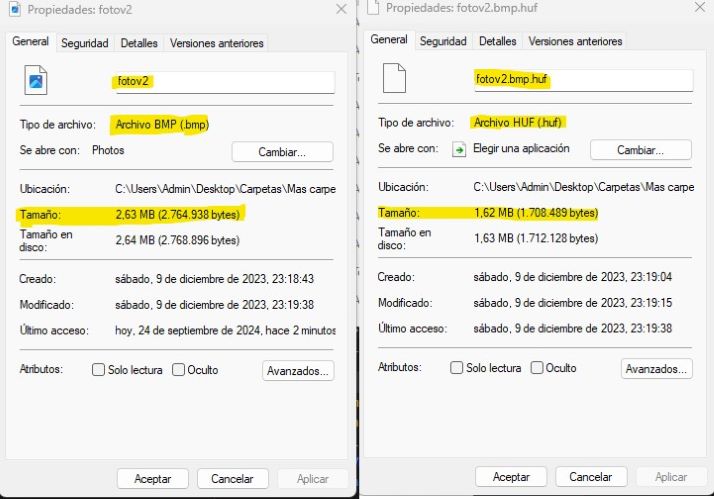 Propiedades: fotov2
General Seguridad Detalles Versiones anteriores
fotov2
Tipo de archivo: Archivo BMP (.bmp)
Se abre con: Photos Cambiar...
Ubicación: C:\Users\Admin\Desktop\Carpetas\Mas carpe
Tamaño: 2,63 MB (2.764.938 bytes)
Tamaño en
disco: 2,64 MB (2.768.896 bytes)
Creado: sábado, 9 de diciembre de 2023, 23:18:43
Modificado: sábado, 9 de diciembre de 2023, 23:19:38
Último acceso: hoy, 24 de septiembre de 2024, hace 2 minutos
Atributos: Solo lectura Oculto Avanzados...
Aceptar Cancelar Aplicar
Propiedades: fotov2.bmp.huf
General Seguridad Detalles Versiones anteriores
fotov2.bmp.huf
Tipo de archivo: Archivo HUF (.huf)
Se abre con: Elegir una aplicación Cambiar...
Ubicación: C:\Users\Admin\Desktop\Carpetas\Mas carpe
Tamaño: 1,62 MB (1.708.489 bytes)
Tamaño en
disco: 1,63 MB (1.712.128 bytes)
Creado: sábado, 9 de diciembre de 2023, 23:19:04
Modificado: sábado, 9 de diciembre de 2023, 23:19:15
Último acceso: sábado, 9 de diciembre de 2023, 23:19:38
Atributos: Solo lectura Oculto Avanzados...
Aceptar Cancelar Aplicar